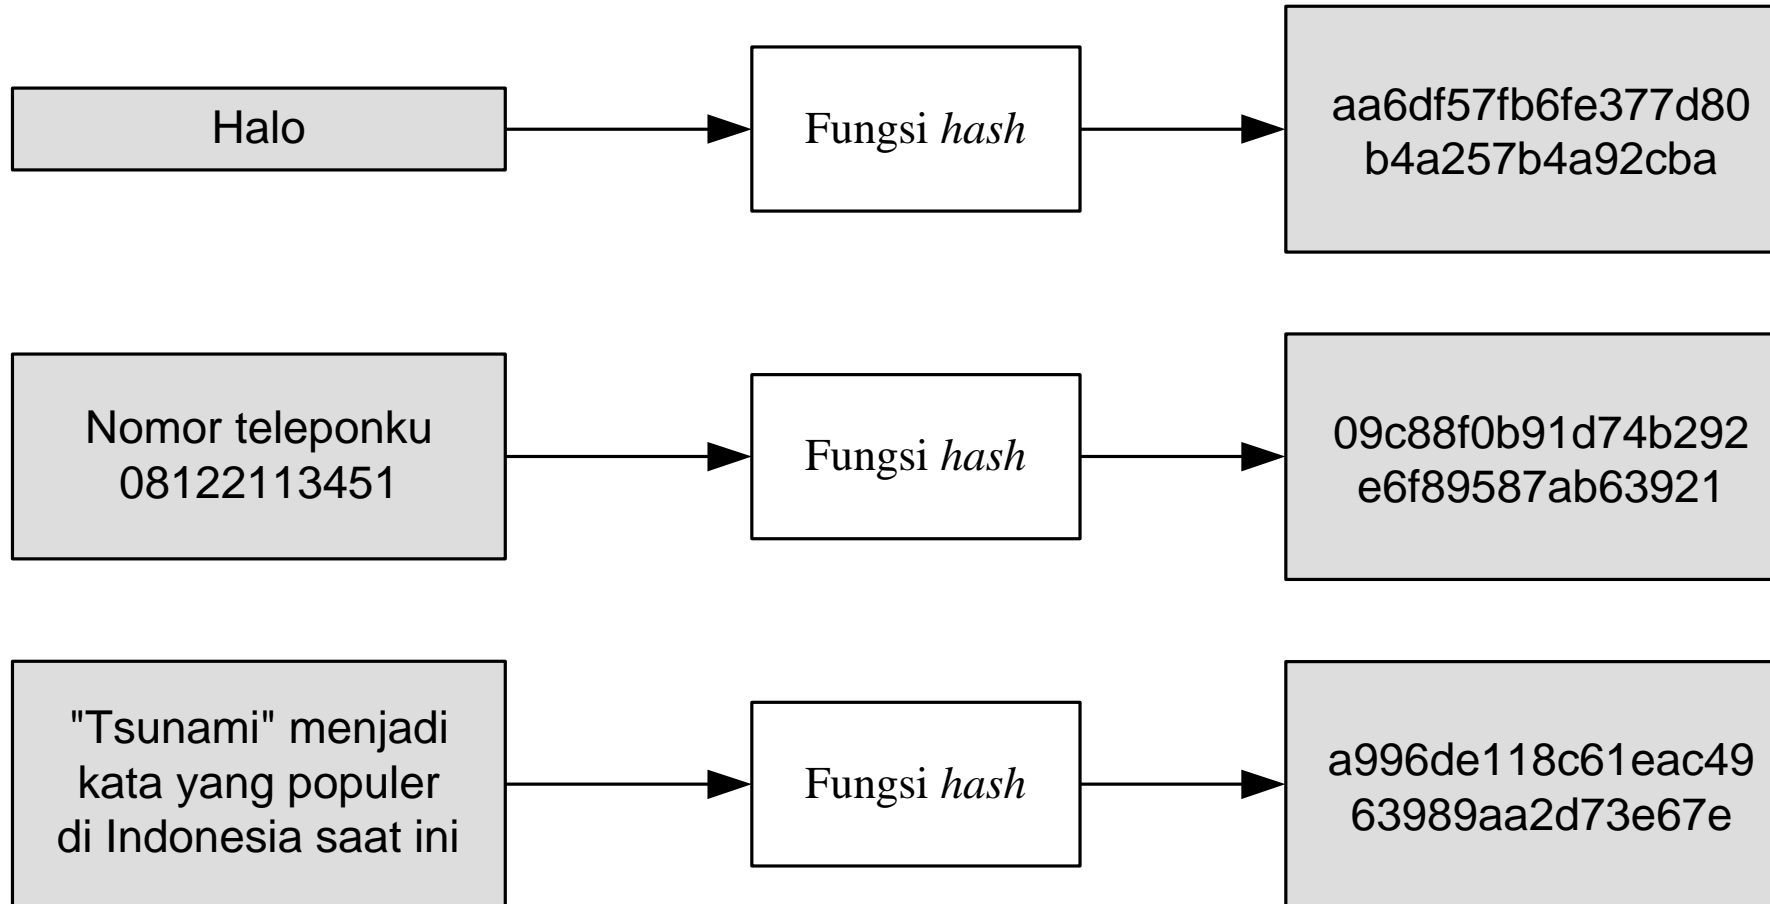 Halo
Fungsi hash
aa6df57fb6fe377d80
b4a257b4a92cba
Nomor teleponku
08122113451
Fungsi hash
09c88f0b91d74b292
e6f89587ab63921
"Tsunami" menjadi
kata yang populer
di Indonesia saat ini
Fungsi hash
a996de118c61eac49
63989aa2d73e67e